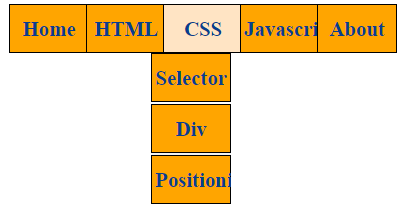 Home HTML CSS Javascri About
Selector
Div
Positioni